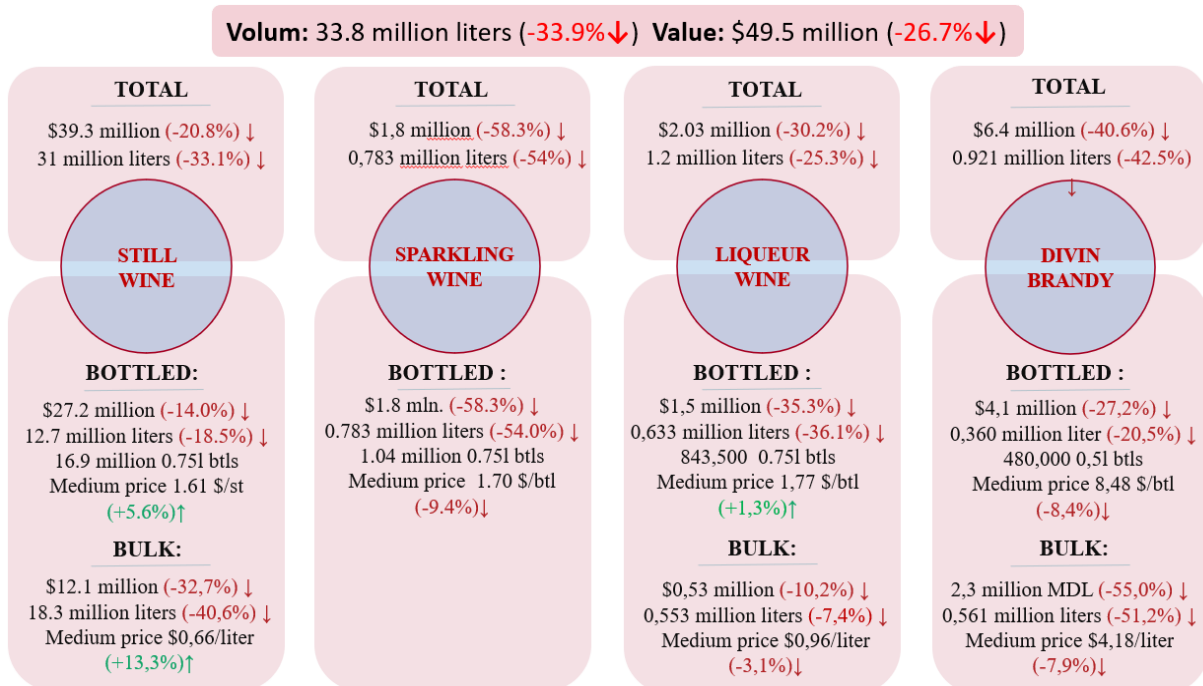 Volum: 33.8 million liters (-33.9%↓) Value: $49.5 million (-26.7%↓)
TOTAL
$39.3 million (-20.8%) ↓
31 million liters (-33.1%) ↓
STILL
WINE
BOTTLED:
$27.2 million (-14.0%) ↓
12.7 million liters (-18.5%) ↓
16.9 million 0.75l btls
Medium price 1.61 $/st
(+5.6%)↑
BULK:
$12.1 million (-32,7%) ↓
18.3 million liters (-40,6%) ↓
Medium price $0,66/liter
(+13,3%)↑
TOTAL
$1,8 million (-58.3%) ↓
0,783 million liters (-54%) ↓
SPARKLING
WINE
BOTTLED :
$1.8 mln. (-58.3%) ↓
0.783 million liters (-54.0%) ↓
1.04 million 0.75l btls
Medium price 1.70 $/btl
(-9.4%)↓
TOTAL
$2.03 million (-30.2%) ↓
1.2 million liters (-25.3%) ↓
LIQUEUR
WINE
BOTTLED :
$1,5 million (-35.3%) ↓
0,633 million liters (-36.1%) ↓
843,500 0.75l btls
Medium price 1,77 $/btl
(+1,3%)↑
BULK:
$0,53 million (-10,2%) ↓
0,553 million liters (-7,4%) ↓
Medium price $0,96/liter
(-3,1%)↓
TOTAL
$6.4 million (-40.6%) ↓
0.921 million liters (-42.5%)
↓
DIVIN
BRANDY
BOTTLED :
$4,1 million (-27,2%) ↓
0,360 million liter (-20,5%) ↓
480,000 0,5l btls
Medium price 8,48 $/btl
(-8,4%)↓
BULK:
2,3 million MDL (-55,0%) ↓
0,561 million liters (-51,2%) ↓
Medium price $4,18/liter
(-7,9%)↓